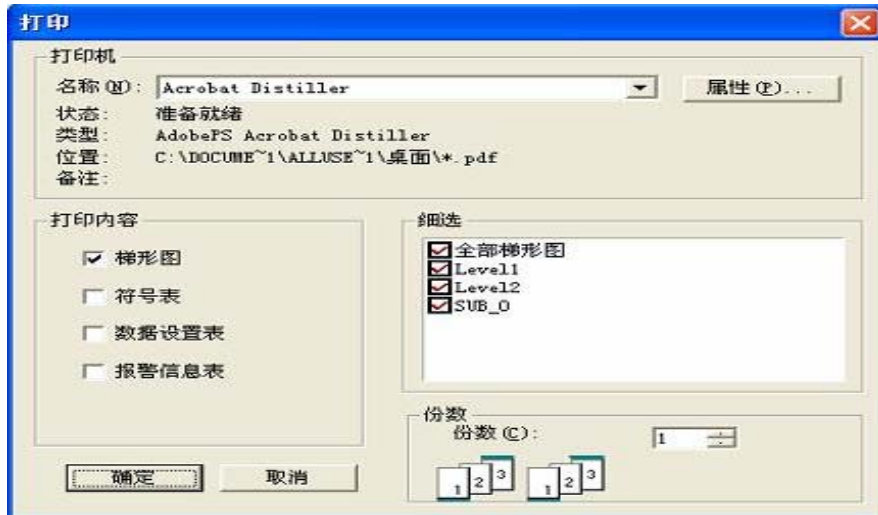 打印
打印机
名称(N): Acrobat Distiller 属性(P)...
状态: 准备就绪
类型: AdobePS Acrobat Distiller
位置: C:\DOCUME~1\ALLUSE~1\桌面\*.pdf
备注:
打印内容
梯形图
符号表
数据设置表
报警信息表
细选
全部梯形图
Level1
Level2
SUB_0
份数
份数(C): 1
1 2 3 1 2 3
确定 取消